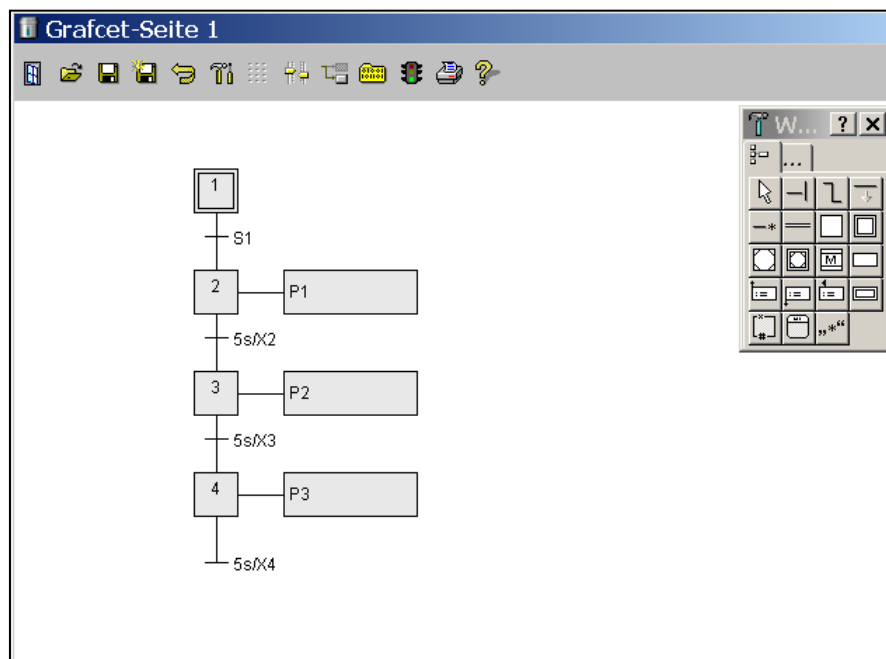 Grafcet-Seite 1
W... ?
...
1
S1
2 P1
5s/X2
3 P2
5s/X3
4 P3
5s/X4
M
:= := :=
* #
„*“